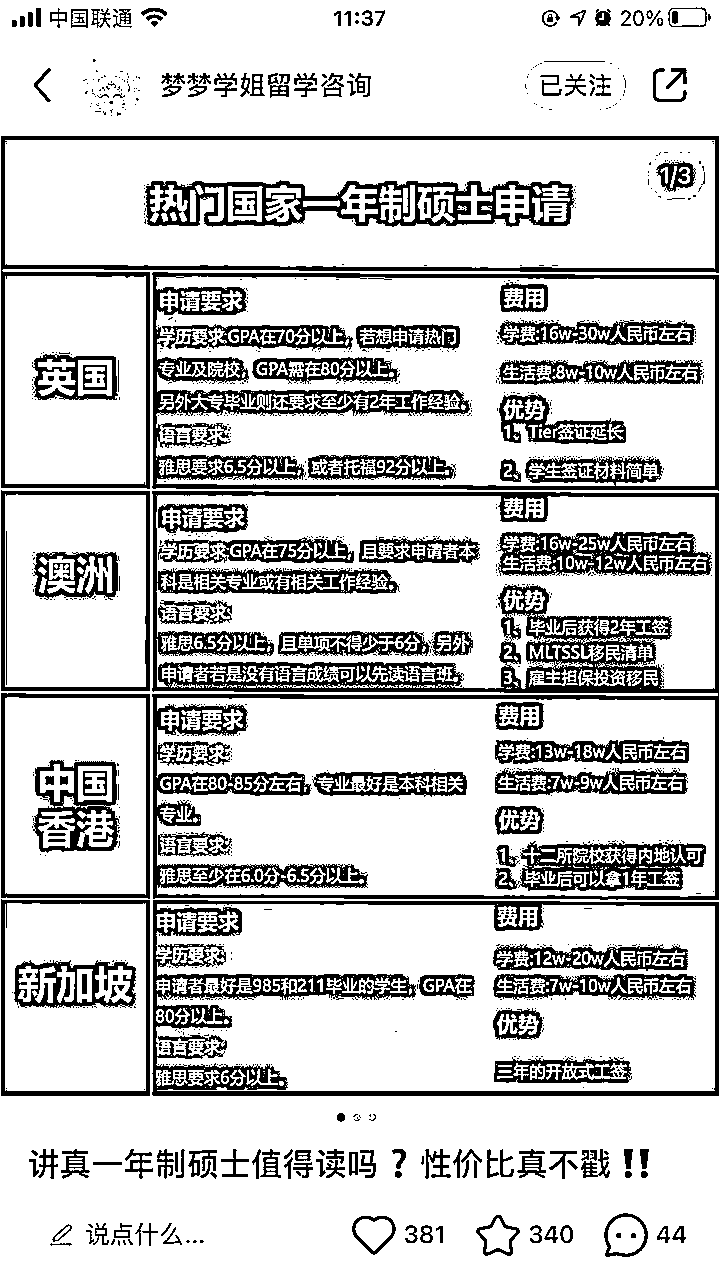 中国联通 11:37 20%
梦梦学姐留学咨询 已关注
1/3
热门国家一年制硕士申请
英国
申请要求
学历要求:GPA在70分以上，若想申请热门
专业及院校，GPA需在80分以上。
另外大专毕业则还要求至少有2年工作经验。
语言要求:
雅思要求6.5分以上，或者托福92分以上。
费用
学费:16w-30w人民币左右
生活费:8w-10w人民币左右
优势
1、Tier签证延长
2、学生签证材料简单
澳洲
申请要求
学历要求:GPA在75分以上，且要求申请者本
科是相关专业或有相关工作经验。
语言要求:
雅思6.5分以上，且单项不得少于6分，另外
申请者若是没有语言成绩可以先读语言班。
费用
学费:16w-25w人民币左右
生活费:10w-12w人民币左右
优势
1、毕业后获得2年工签
2、MLTSSL移民清单
3、雇主担保投资移民
中国
香港
申请要求
学历要求:
GPA在80-85分左右，专业最好是本科相关
专业。
语言要求:
雅思至少在6.0分-6.5分以上。
费用
学费:13w-18w人民币左右
生活费:7w-9w人民币左右
优势
1、十二所院校获得内地认可
2、毕业后可以拿1年工签
新加坡
申请要求
学历要求:
申请者最好是985和211毕业的学生，GPA在
80分以上。
语言要求:
雅思要求6分以上。
费用
学费:12w-20w人民币左右
生活费:7w-10w人民币左右
优势
三年的开放式工签
讲真一年制硕士值得读吗？性价比真不戳‼️
说点什么... 381 340 44